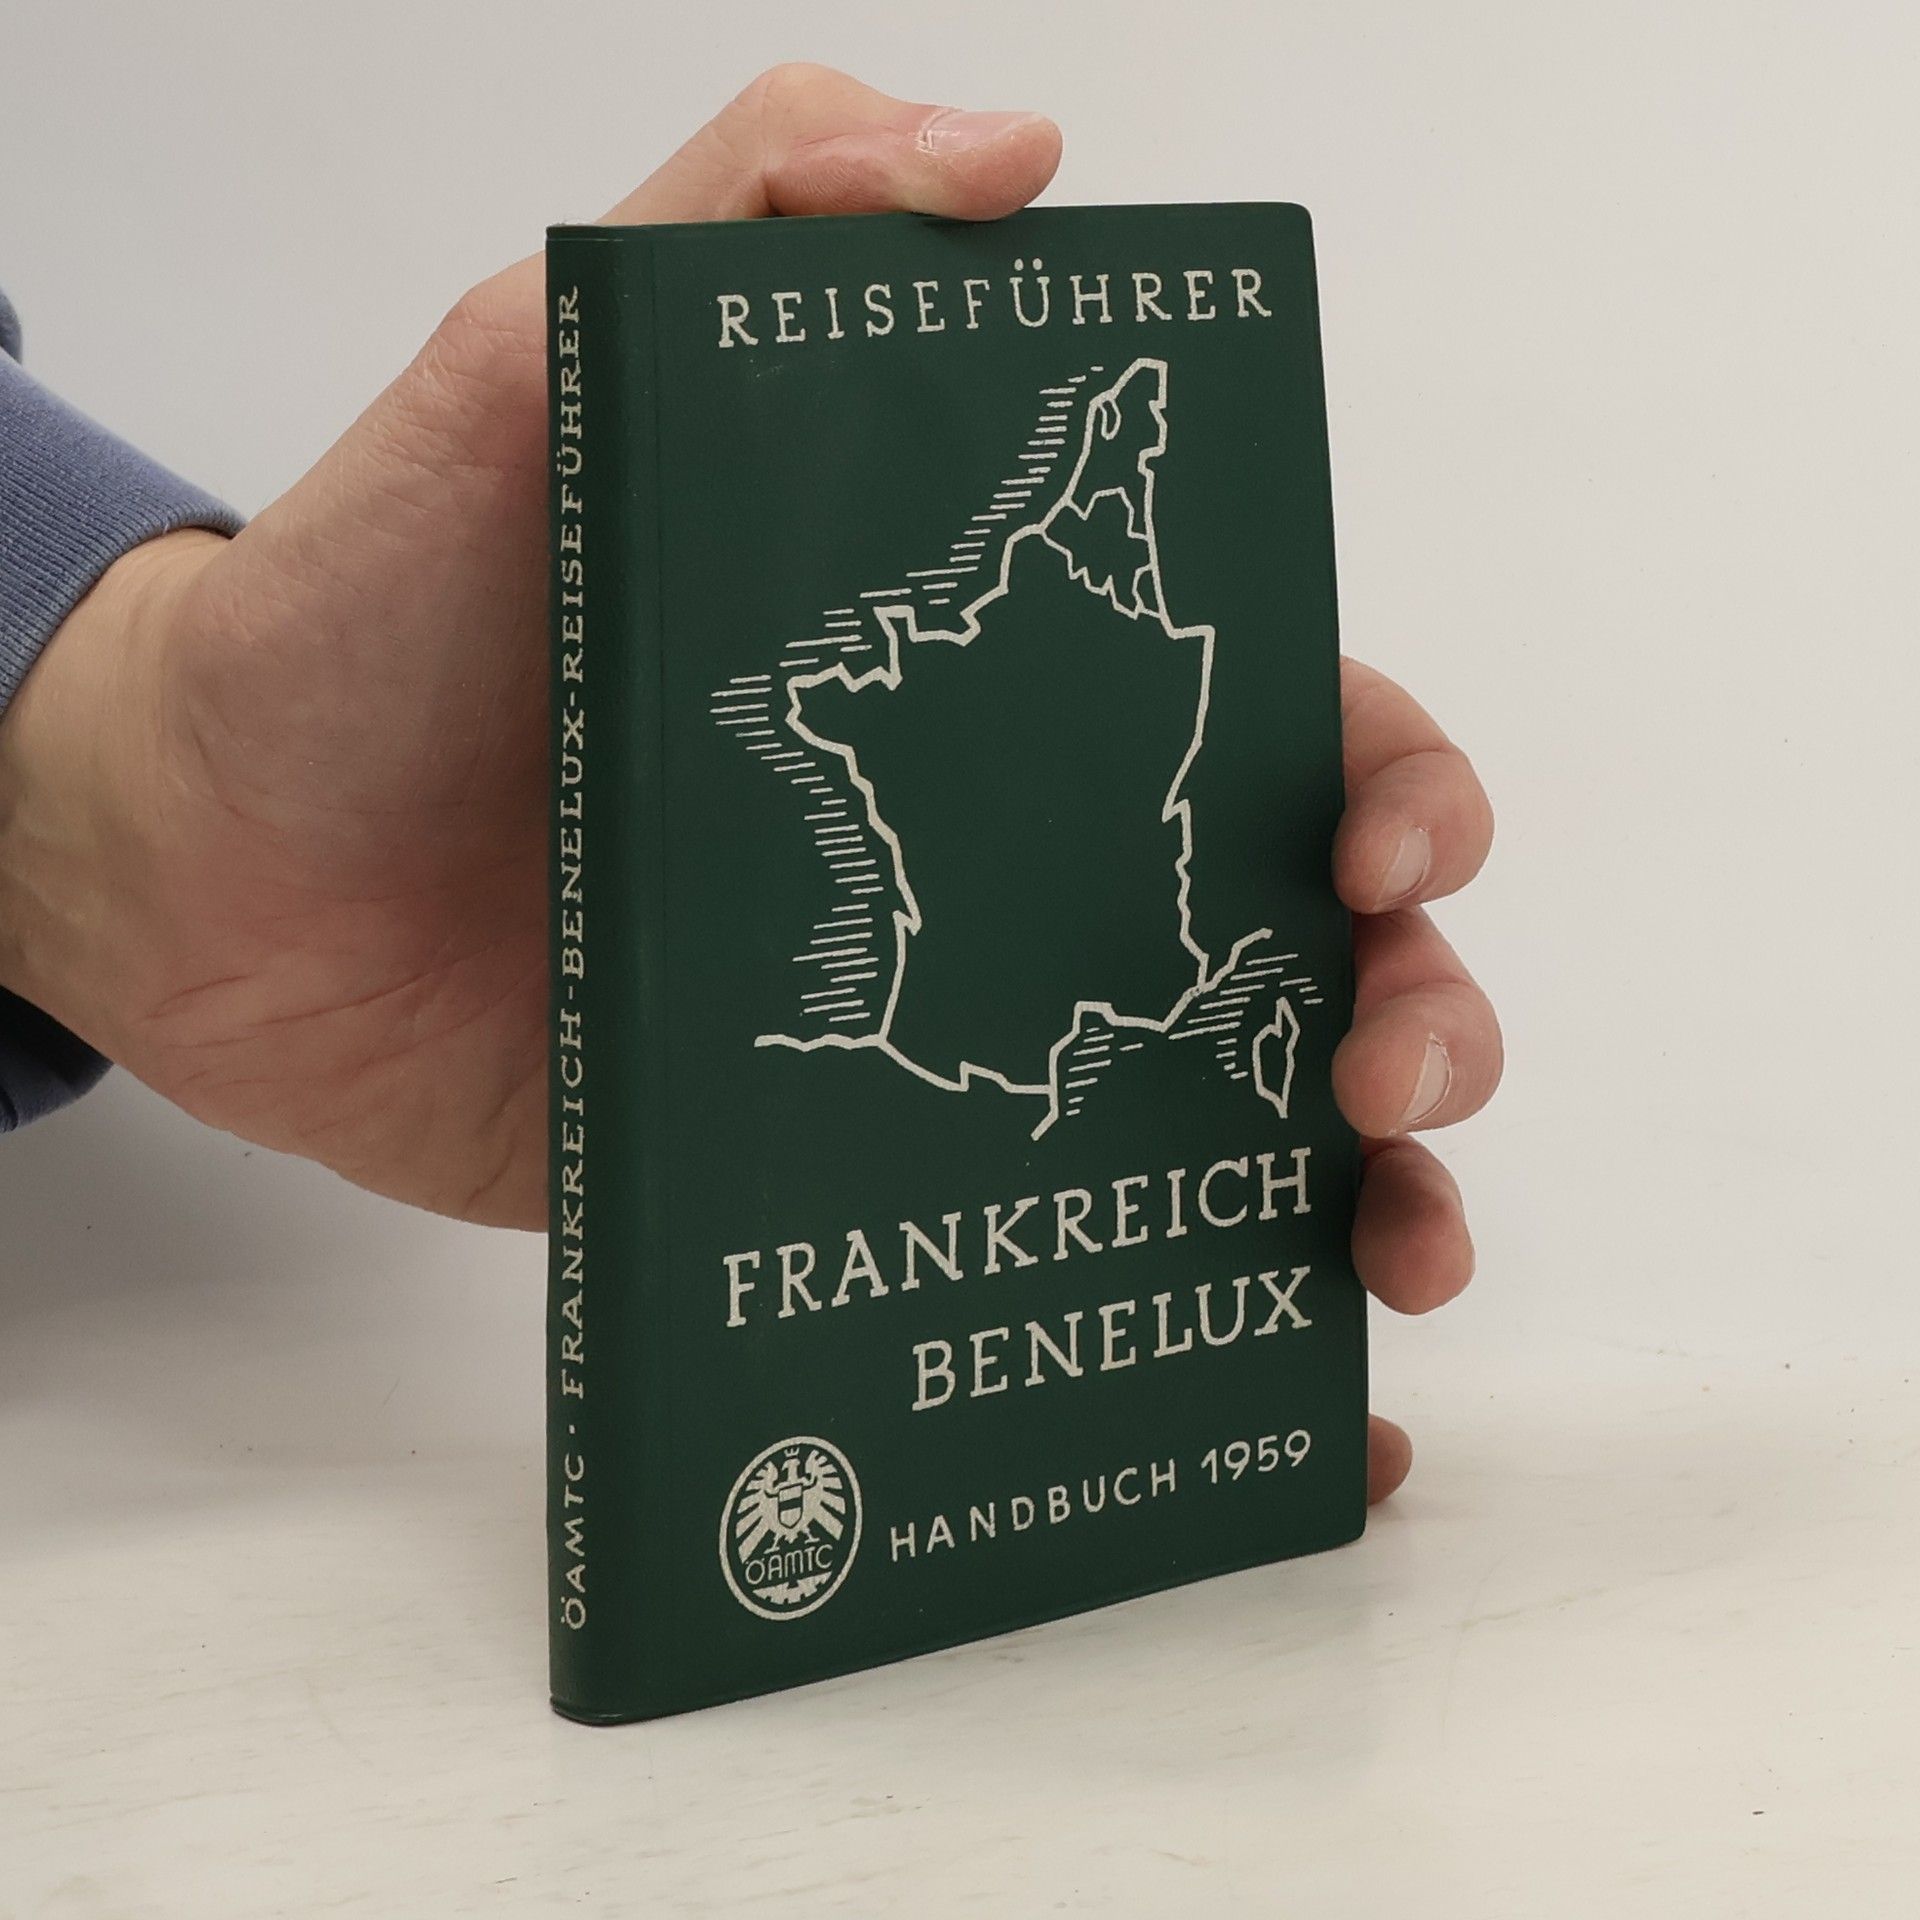 REISEFÜHRER
FRANKREICH
BENELUX
HANDBUCH 1959
ÖAMTC
ÖAMTC · FRANKREICH-BENELUX-REISEFÜHRER